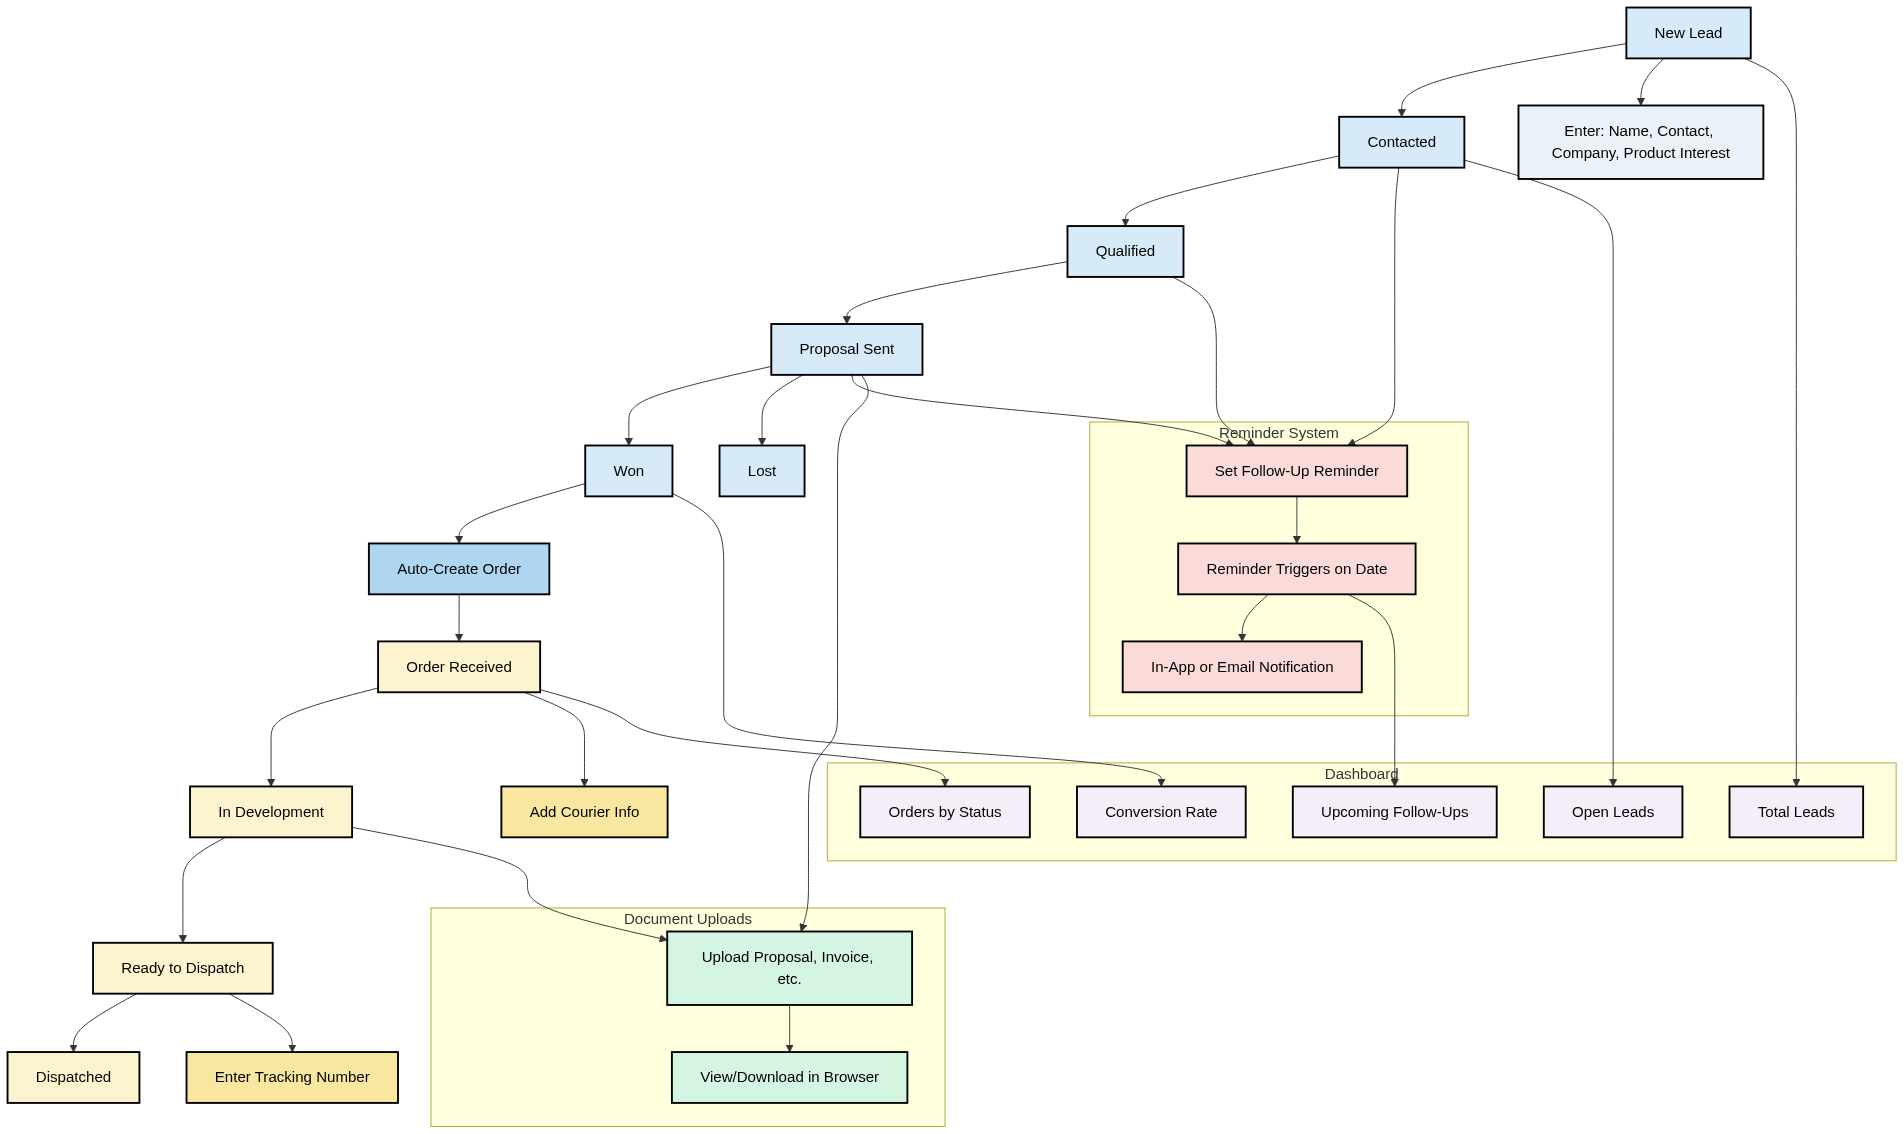 New Lead
Enter: Name, Contact,
Company, Product Interest
Contacted
Qualified
Proposal Sent
Won
Lost
Reminder System
Set Follow-Up Reminder
Auto-Create Order
Reminder Triggers on Date
Order Received
In-App or Email Notification
In Development
Add Courier Info
Dashboard
Orders by Status
Conversion Rate
Upcoming Follow-Ups
Open Leads
Total Leads
Document Uploads
Ready to Dispatch
Upload Proposal, Invoice,
etc.
Dispatched
Enter Tracking Number
View/Download in Browser